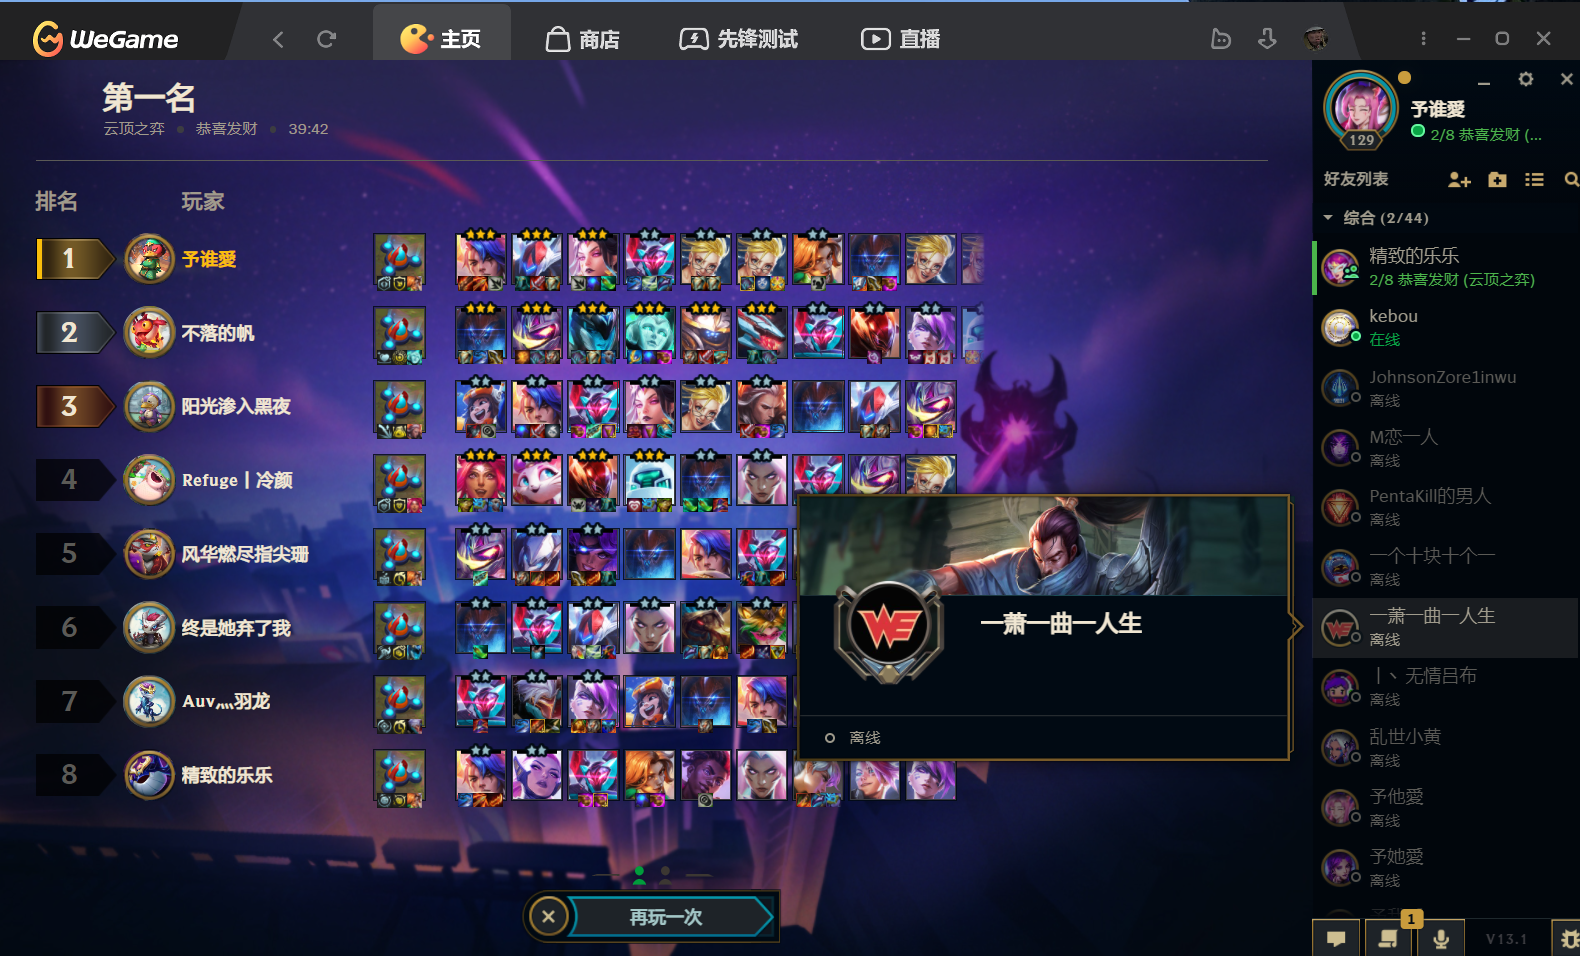 WeGame
主页
商店
先锋测试
直播
第一名
云顶之弈 恭喜发财 39:42
排名 玩家
1 予谁愛
2 不落的帆
3 阳光渗入黑夜
4 Refuge丨冷颜
5 风华燃尽指尖珊
6 终是她弃了我
7 Auv灬羽龙
8 精致的乐乐
再玩一次
一萧一曲一人生
离线
129
予谁愛
2/8 恭喜发财 (...
好友列表
综合 (2/44)
精致的乐乐
2/8 恭喜发财 (云顶之弈)
kebou
在线
JohnsonZore1inwu
离线
M恋一人
离线
PentaKill的男人
离线
一个十块十个一
离线
一萧一曲一人生
离线
丨丶无情吕布
离线
乱世小黄
离线
予他愛
离线
予她愛
离线
1
V13.1